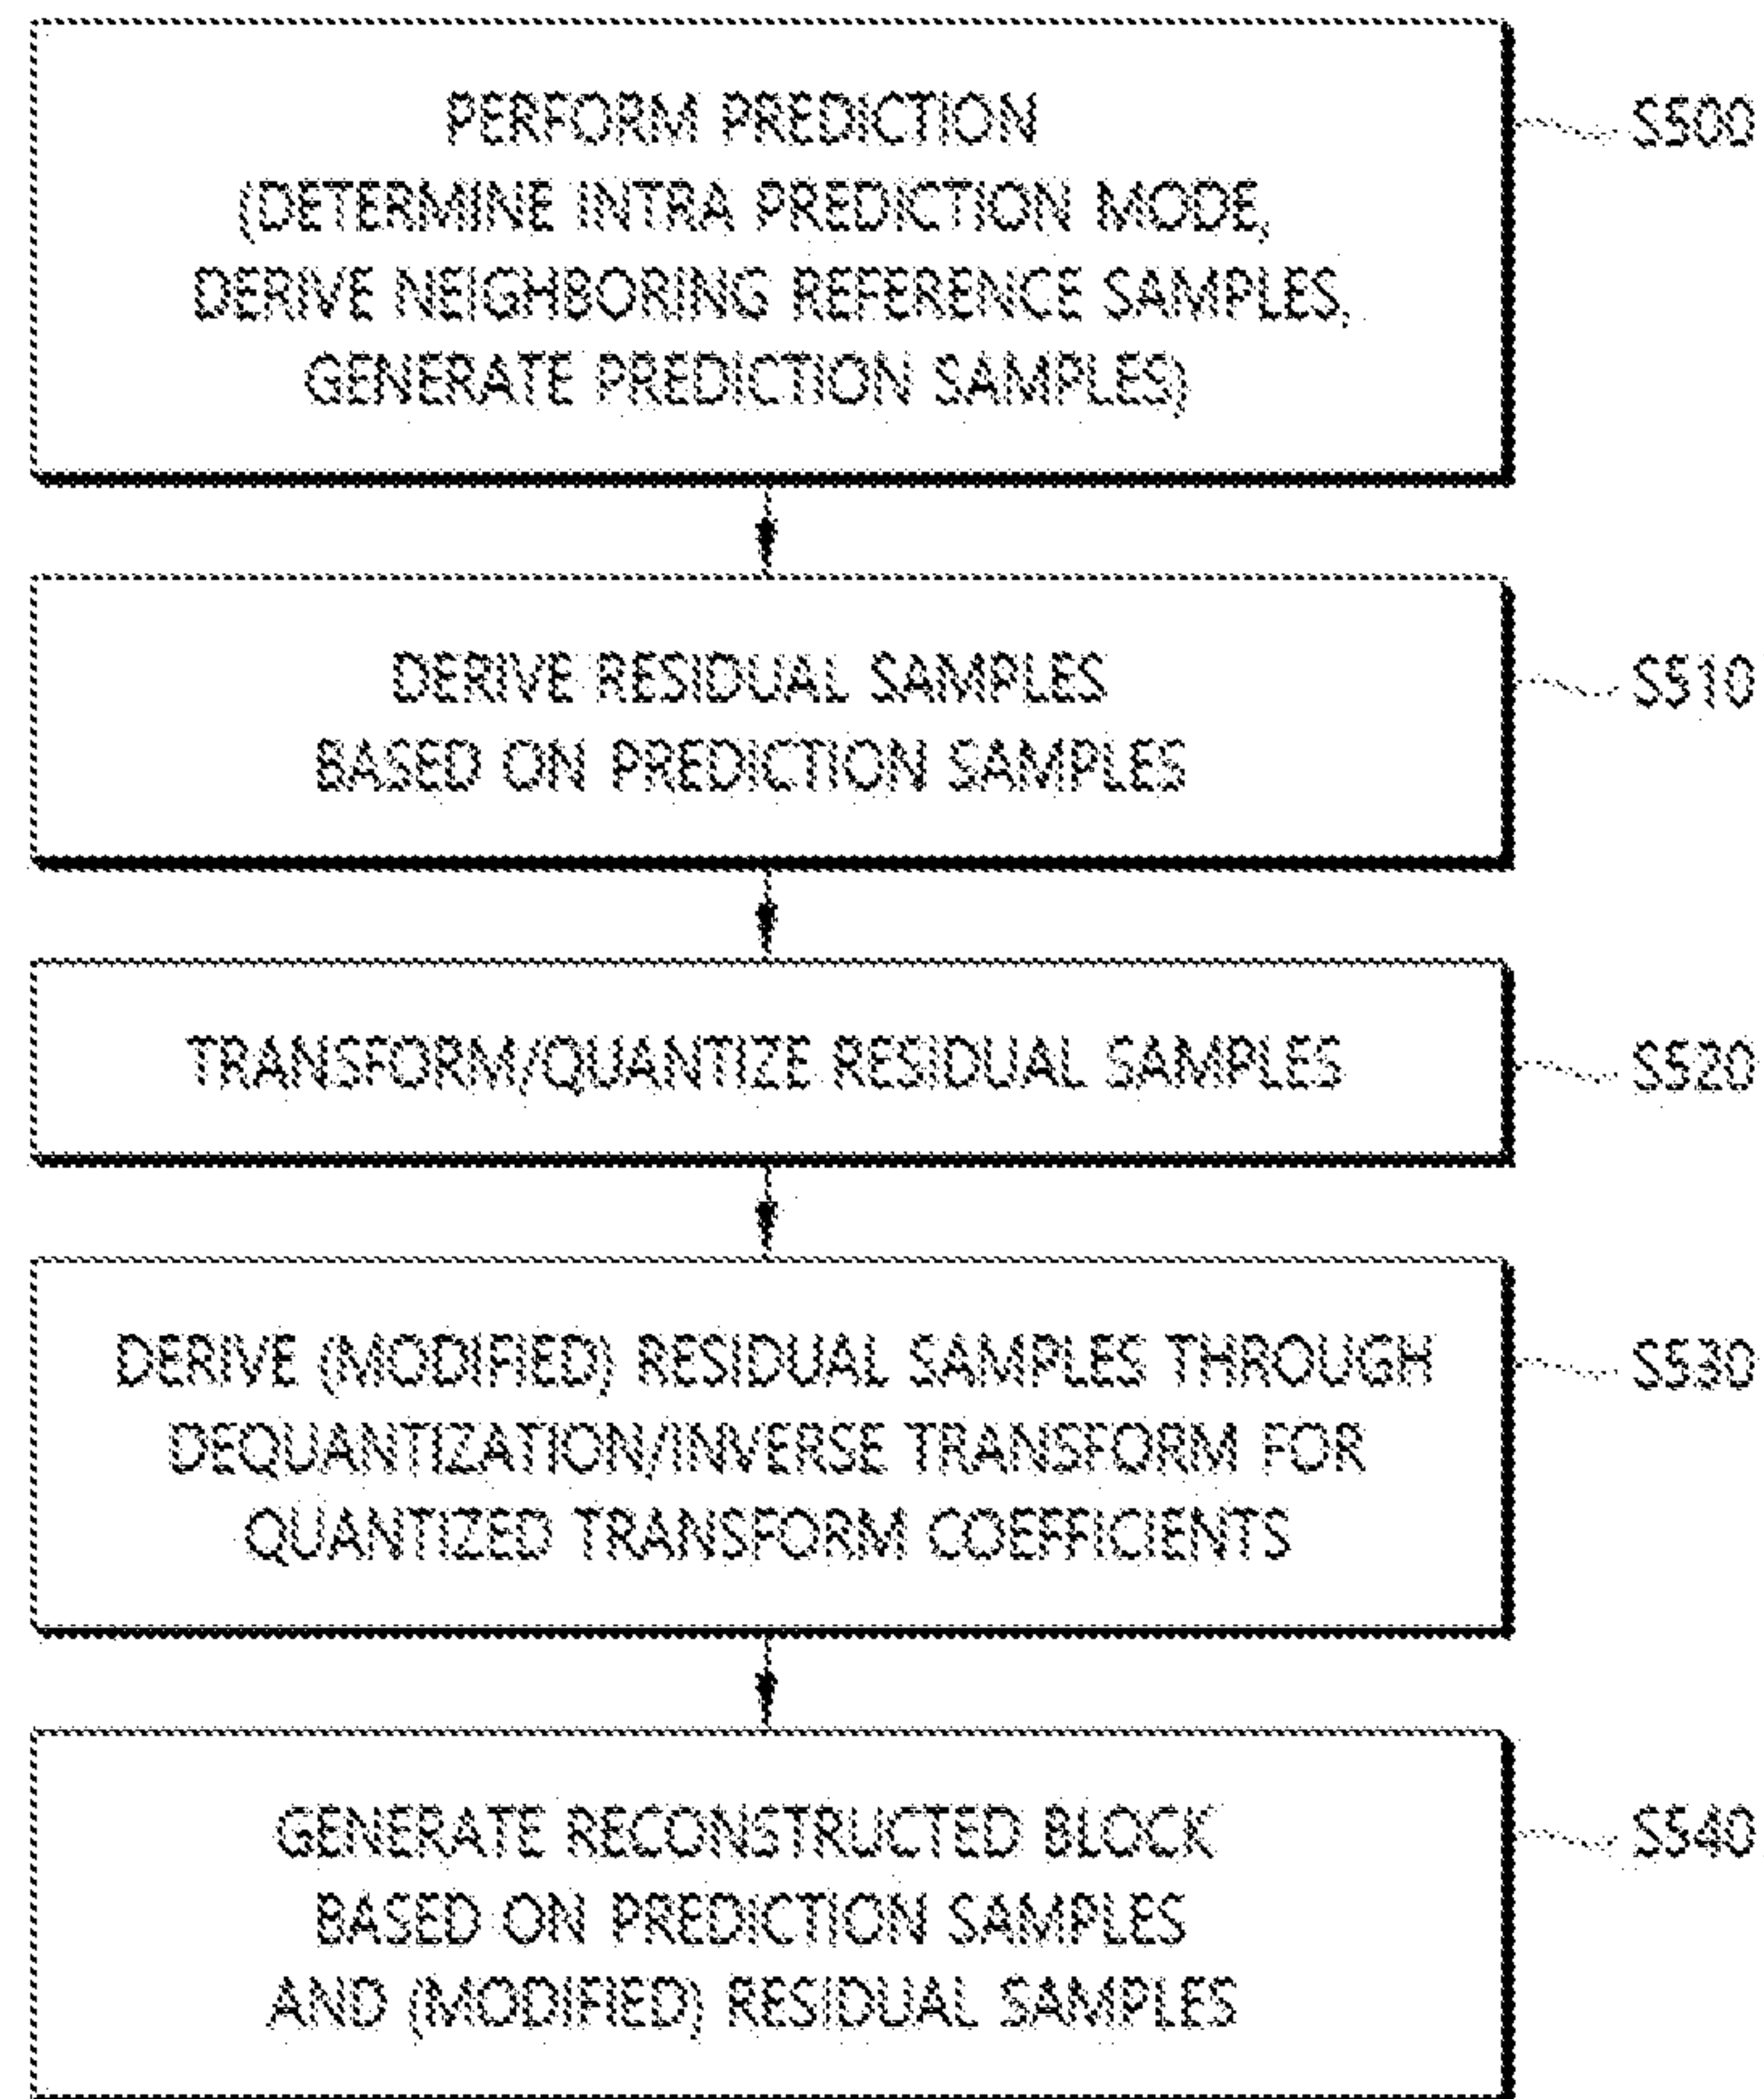 PERFORM PREDICTION
(DETERMINE INTRA PREDICTION MODE,
DERIVE NEIGHBORING REFERENCE SAMPLES,
GENERATE PREDICTION SAMPLES)
S500
DERIVE RESIDUAL SAMPLES
BASED ON PREDICTION SAMPLES
S510
TRANSFORM/QUANTIZE RESIDUAL SAMPLES
S520
DERIVE (MODIFIED) RESIDUAL SAMPLES THROUGH
DEQUANTIZATION/INVERSE TRANSFORM FOR
QUANTIZED TRANSFORM COEFFICIENTS
S530
GENERATE RECONSTRUCTED BLOCK
BASED ON PREDICTION SAMPLES
AND (MODIFIED) RESIDUAL SAMPLES
S540